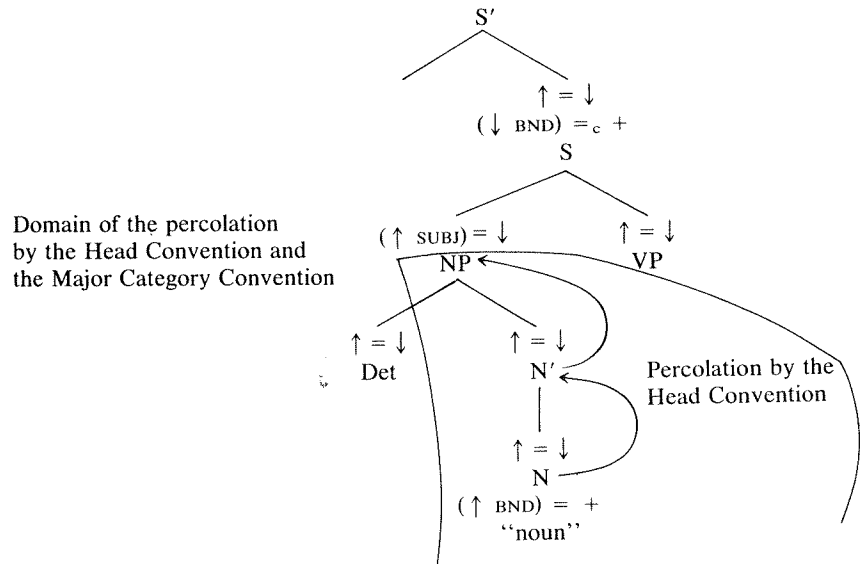 S′
↑ = ↓
(↓ BND) =c +
S
Domain of the percolation
by the Head Convention and
the Major Category Convention
(↑ SUBJ) = ↓ ↑ = ↓
NP VP
↑ = ↓ ↑ = ↓
Det N′
Percolation by the
Head Convention
↑ = ↓
N
(↑ BND) = +
“noun”